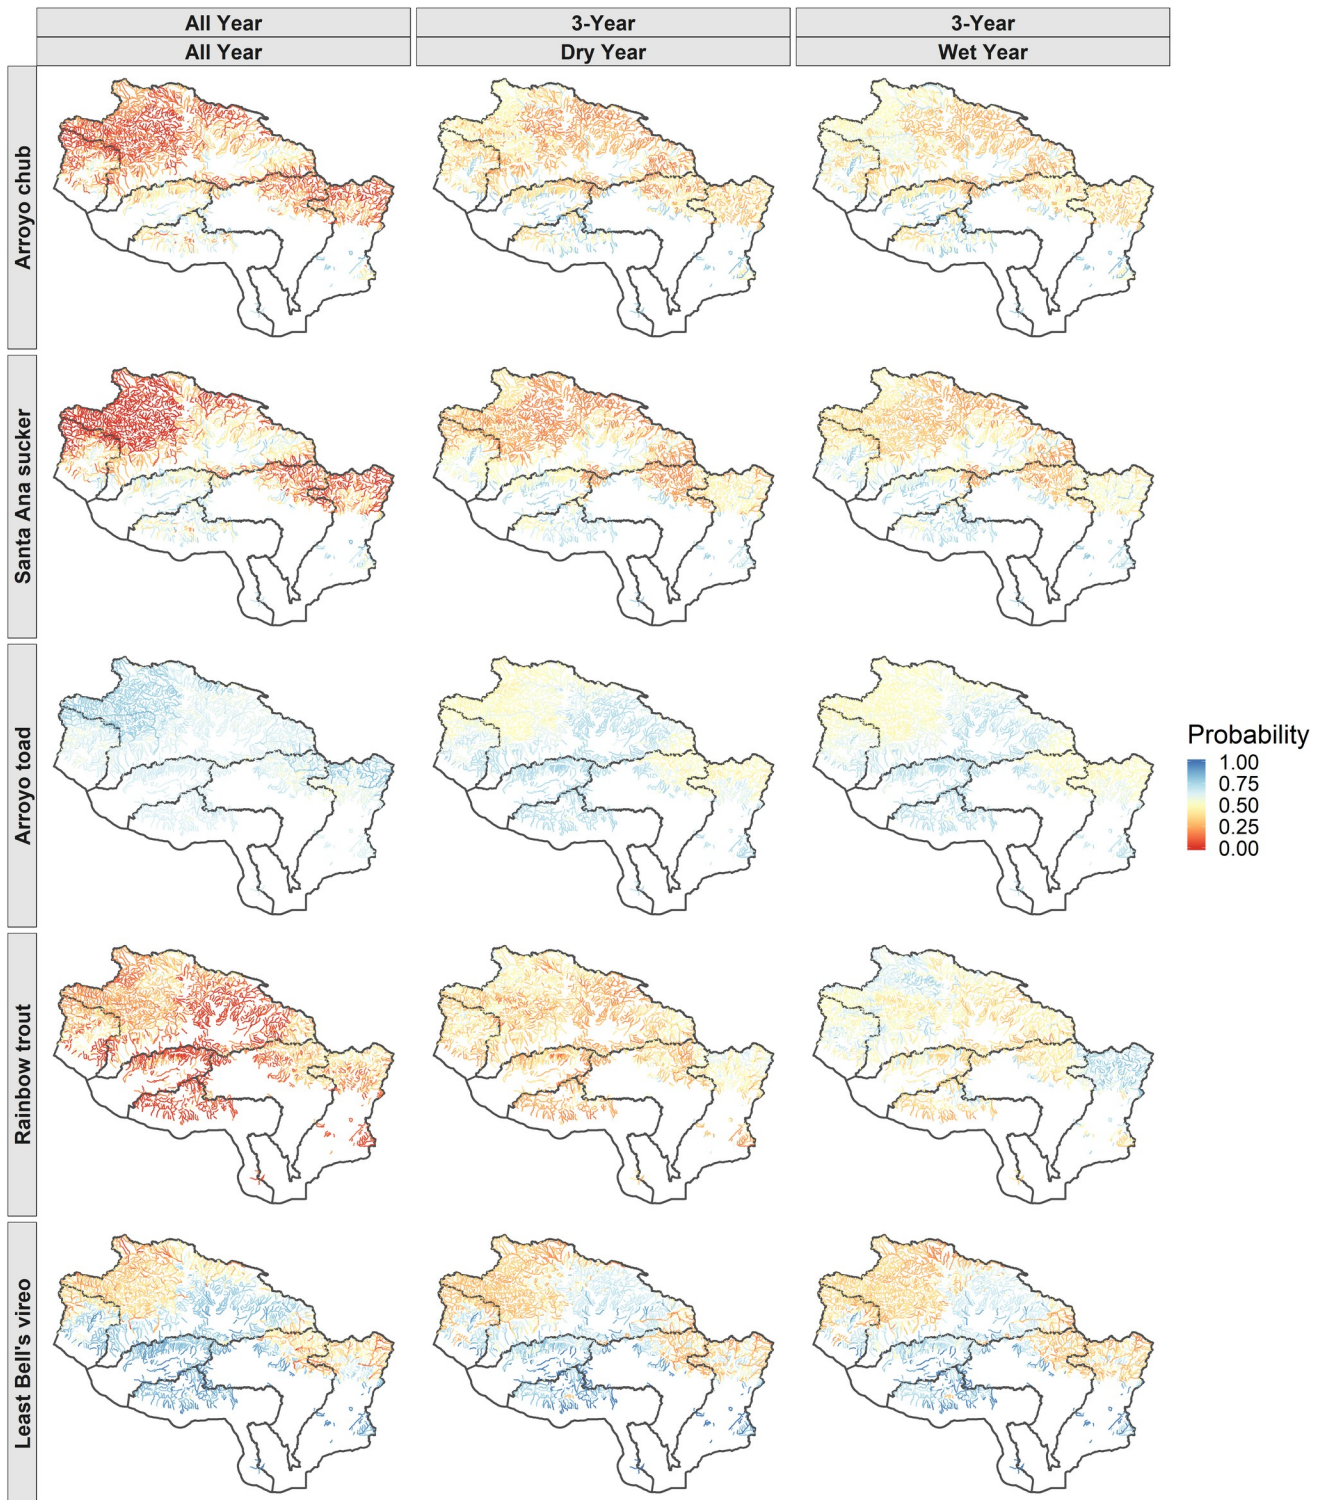 All Year
3-Year
3-Year
All Year
Dry Year
Wet Year
Arroyo chub
Santa Ana sucker
Arroyo toad
Probability
1.00
0.75
0.50
0.25
0.00
Rainbow trout
Least Bell's vireo